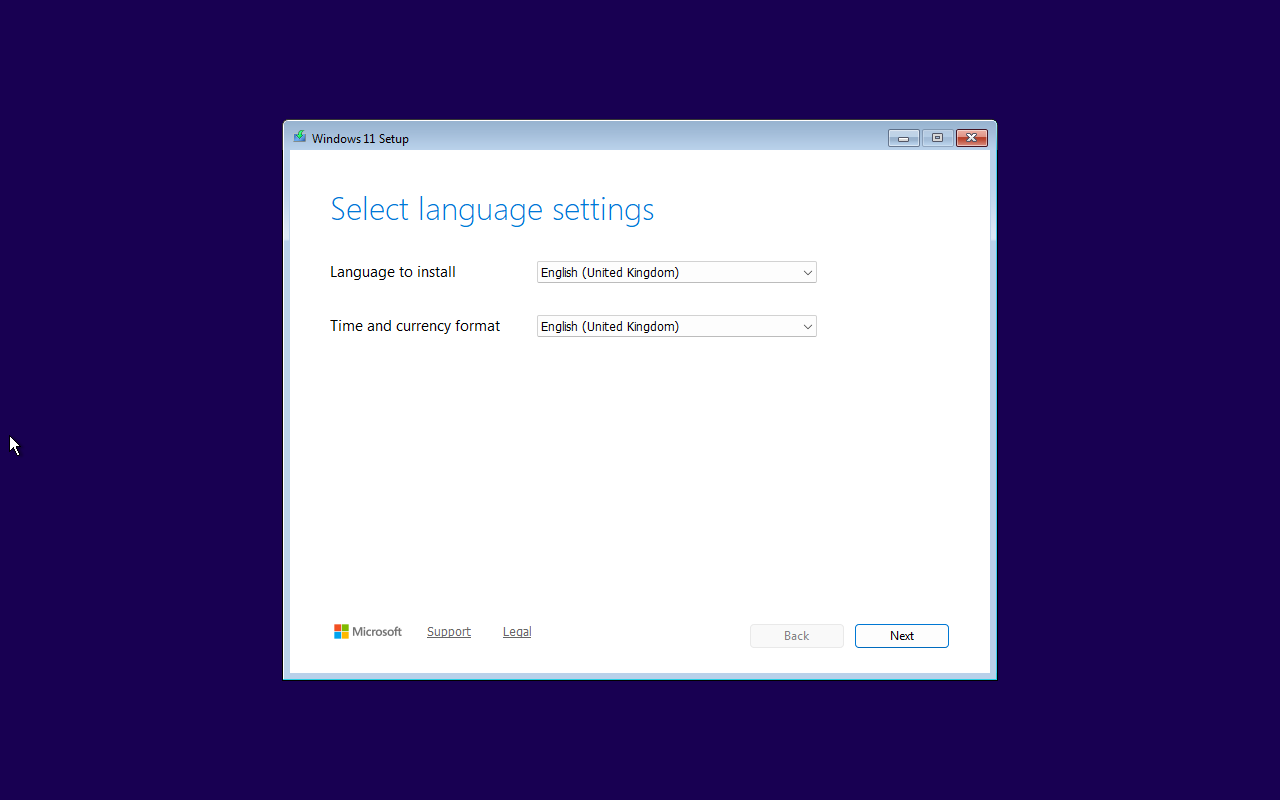 Windows 11 Setup
Select language settings
Language to install
English (United Kingdom)
Time and currency format
English (United Kingdom)
Microsoft
Support
Legal
Back
Next